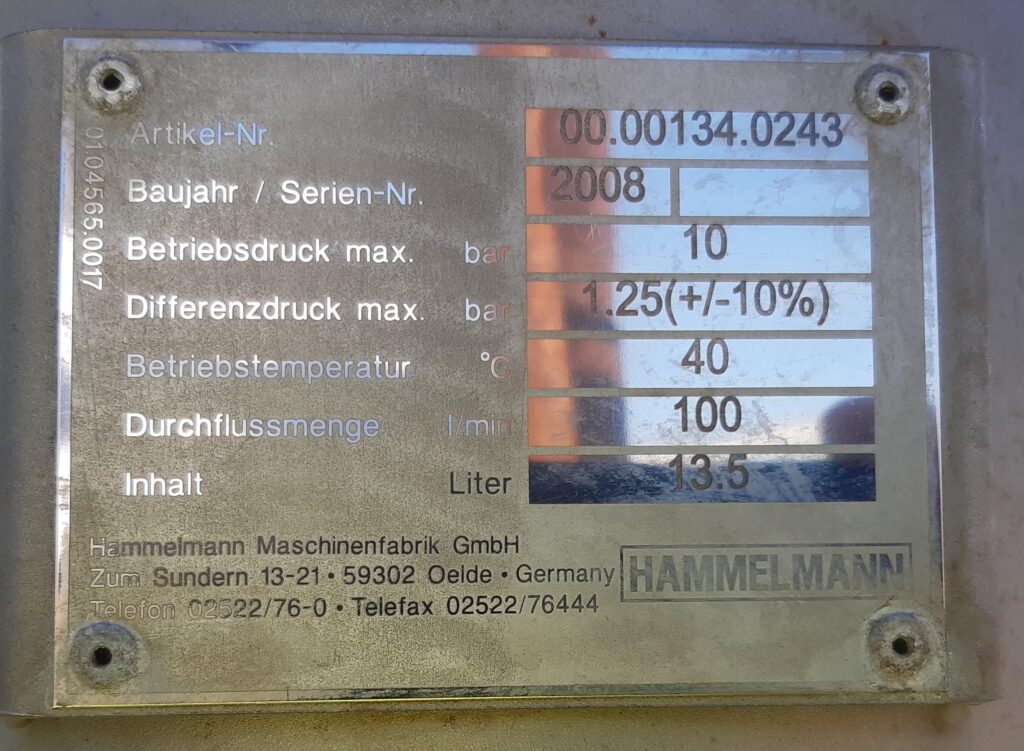 Artikel-Nr. 00.00134.0243
Baujahr / Serien-Nr. 2008
Betriebsdruck max. bar 10
Differenzdruck max. bar 1.25(+/-10%)
Betriebstemperatur °C 40
Durchflussmenge l/min 100
Inhalt Liter 13.5
Hammelmann Maschinenfabrik GmbH
Zum Sundern 13-21 • 59302 Oelde • Germany
Telefon 02522/76-0 • Telefax 02522/76444
HAMMELMANN
0104565.0017